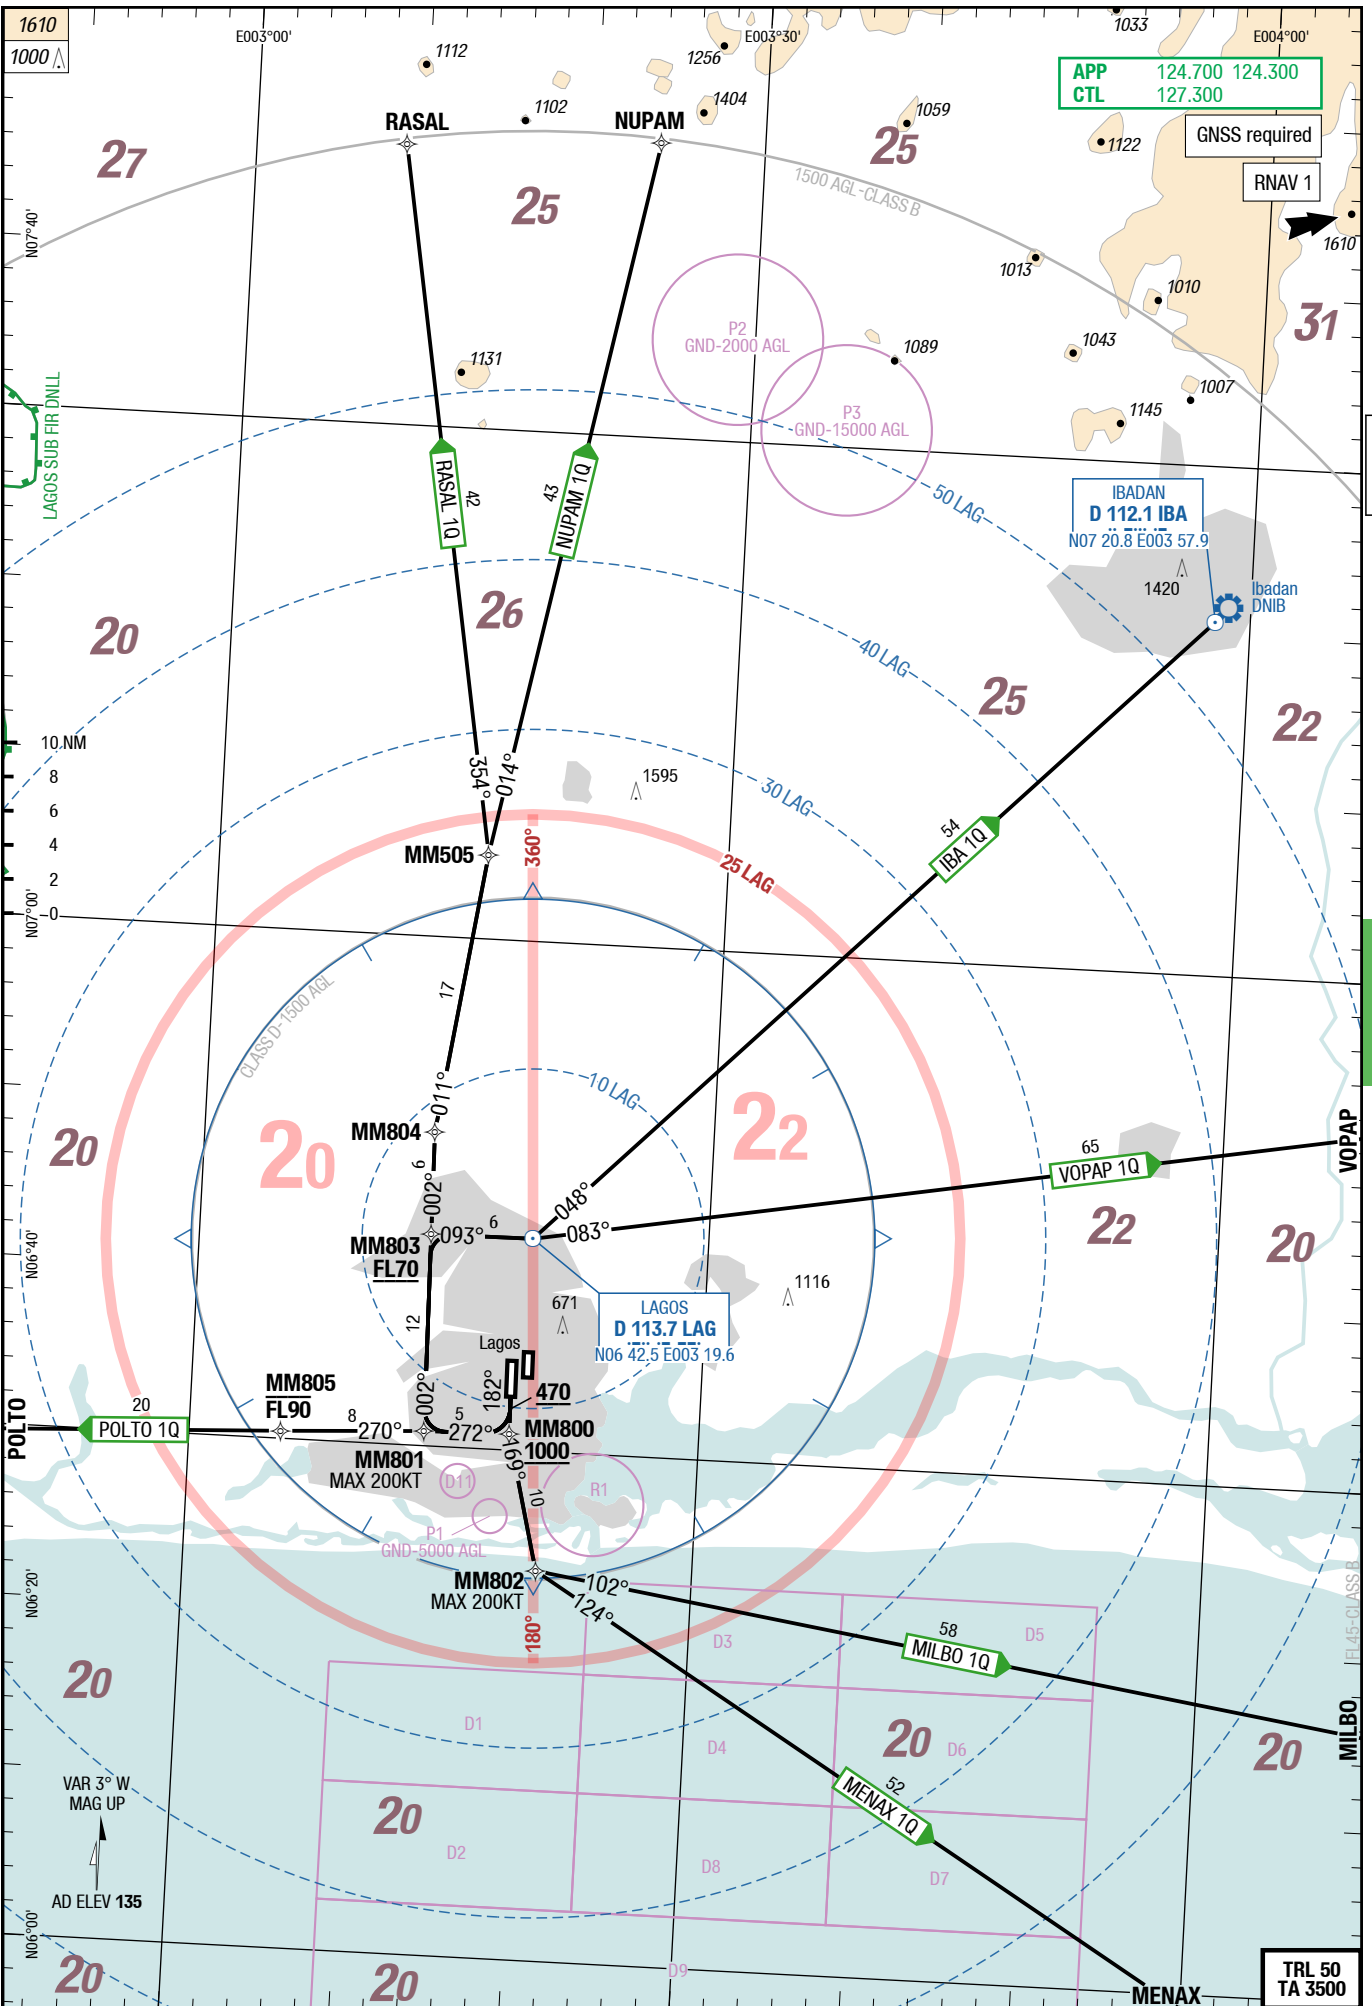 1610
1000
E003°00'
E003°30'
E004°00'
1112
1256
1033
1404
1102
1059
1122
APP 124.700 124.300
CTL 127.300
GNSS required
RNAV 1
1610
RASAL
NUPAM
27
25
25
1500 AGL-CLASS B
N07°40'
1013
1010
31
P2
GND-2000 AGL
1043
1089
1131
1007
1145
P3
GND-15000 AGL
LAGOS SUB FIR DNLL
RASAL 1Q
42
43
NUPAM 1Q
50 LAG
IBADAN
D 112.1 IBA
N07 20.8 E003 57.9
1420
Ibadan
DNIB
26
20
40 LAG
25
22
10 NM
8
6
4
2
0
N07°00'
354°
014°
1595
30 LAG
54
IBA 1Q
MM505
360°
25 LAG
CLASS D-1500 AGL
17
10 LAG
011°
MM804
20
20
22
6
002°
65
VOPAP 1Q
VOPAP
048°
083°
093°
6
22
20
N06°40'
MM803
FL70
1116
671
LAGOS
D 113.7 LAG
N06 42.5 E003 19.6
12
Lagos
002°
182°
470
MM805
FL90
POLTO
20
POLTO 1Q
8
270°
5
272°
MM800
1000
MM801
MAX 200KT
169°
10
D11
R1
P1
GND-5000 AGL
MM802
MAX 200KT
N06°20'
102°
124°
180°
D3
D5
58
MILBO 1Q
FL45-CLASS B
MILBO
20
D1
D4
20
D6
20
VAR 3° W
MAG UP
52
MENAX 1Q
20
D2
D8
D7
AD ELEV 135
N06°00'
20
20
D9
MENAX
TRL 50
TA 3500